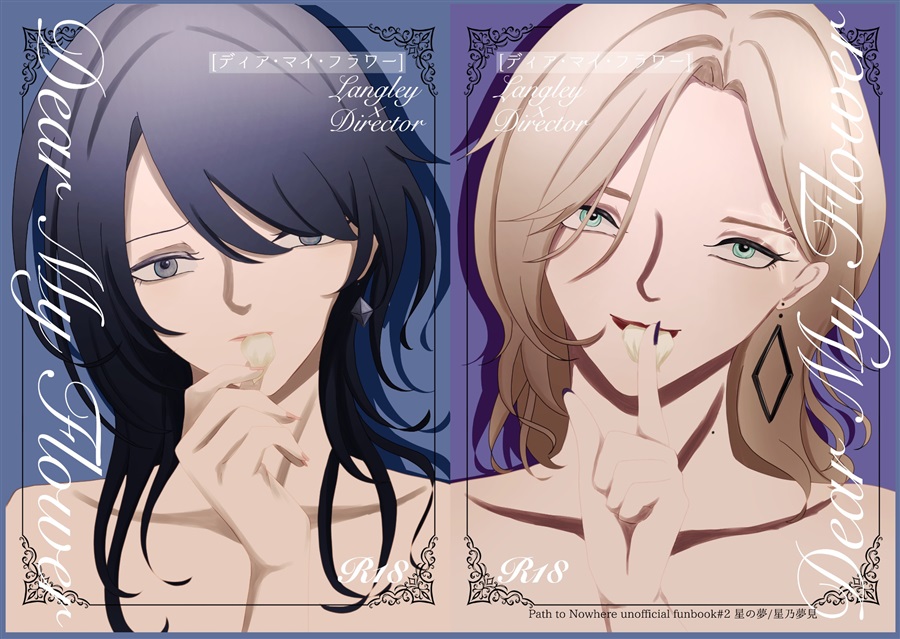 Dear My Flower
[ディア・マイ・フラワー]
Langley
×
Director
R18
[ディア・マイ・フラワー]
Langley
×
Director
Dear My Flower
R18
Path to Nowhere unofficial funbook#2 星の夢/星乃夢見